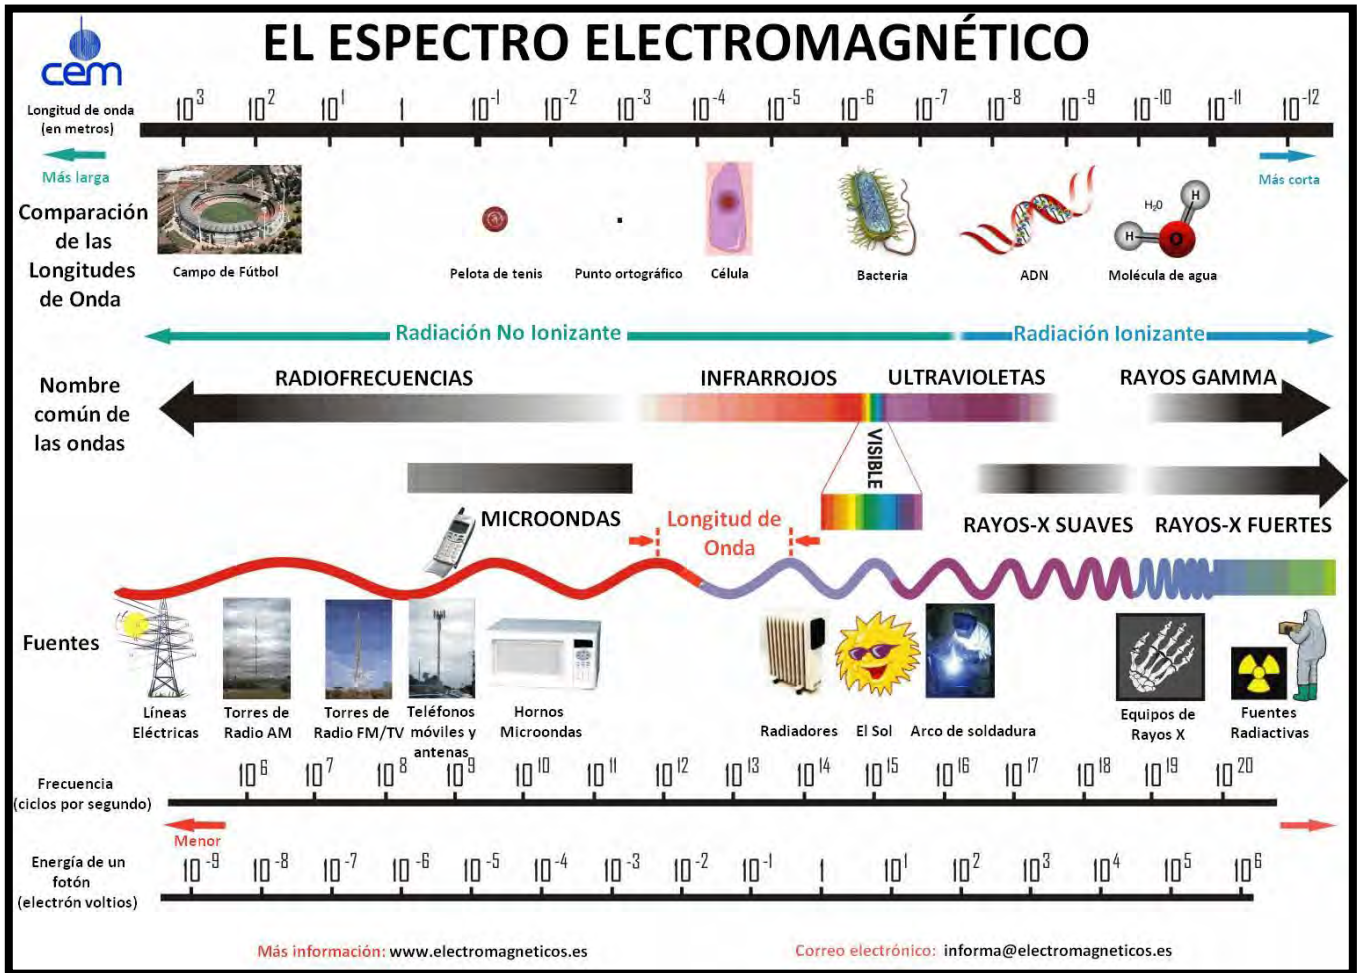 EL ESPECTRO ELECTROMAGNÉTICO
cem
Longitud de onda
(en metros)
10³ 10² 10¹ 1 10⁻¹ 10⁻² 10⁻³ 10⁻⁴ 10⁻⁵ 10⁻⁶ 10⁻⁷ 10⁻⁸ 10⁻⁹ 10⁻¹⁰ 10⁻¹¹ 10⁻¹²
Más larga
Más corta
Comparación
de las
Longitudes
de Onda
H₂O
H
H
O
Campo de Fútbol
Pelota de tenis
Punto ortográfico
Célula
Bacteria
ADN
Molécula de agua
Radiación No Ionizante
Radiación Ionizante
Nombre
común de
las ondas
RADIOFRECUENCIAS
INFRARROJOS
ULTRAVIOLETAS
RAYOS GAMMA
VISIBLE
MICROONDAS
Longitud de
Onda
RAYOS-X SUAVES
RAYOS-X FUERTES
Fuentes
Líneas
Eléctricas
Torres de
Radio AM
Torres de
Radio FM/TV
Teléfonos
móviles y
antenas
Hornos
Microondas
Radiadores
El Sol
Arco de soldadura
Equipos de
Rayos X
Fuentes
Radiactivas
Frecuencia
(ciclos por segundo)
10⁶ 10⁷ 10⁸ 10⁹ 10¹⁰ 10¹¹ 10¹² 10¹³ 10¹⁴ 10¹⁵ 10¹⁶ 10¹⁷ 10¹⁸ 10¹⁹ 10²⁰
Menor
Energía de un
fotón
(electrón voltios)
10⁻⁹ 10⁻⁸ 10⁻⁷ 10⁻⁶ 10⁻⁵ 10⁻⁴ 10⁻³ 10⁻² 10⁻¹ 1 10¹ 10² 10³ 10⁴ 10⁵ 10⁶
Más información: www.electromagneticos.es
Correo electrónico: informa@electromagneticos.es